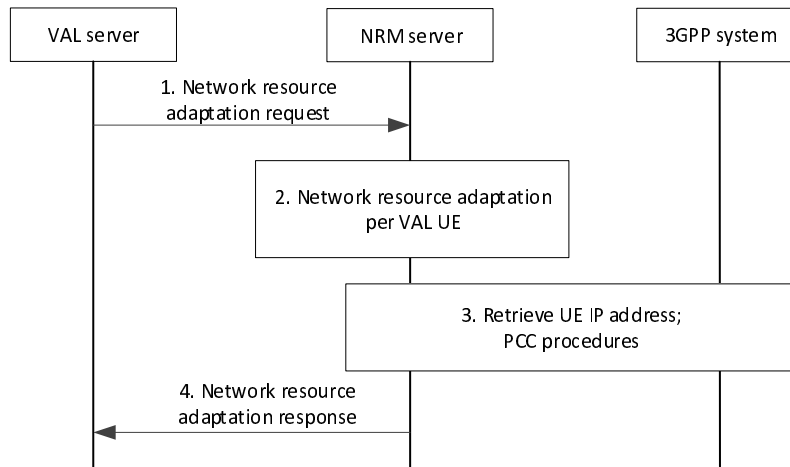 VAL server
NRM server
3GPP system
1. Network resource
adaptation request
2. Network resource adaptation
per VAL UE
3. Retrieve UE IP address;
PCC procedures
4. Network resource
adaptation response